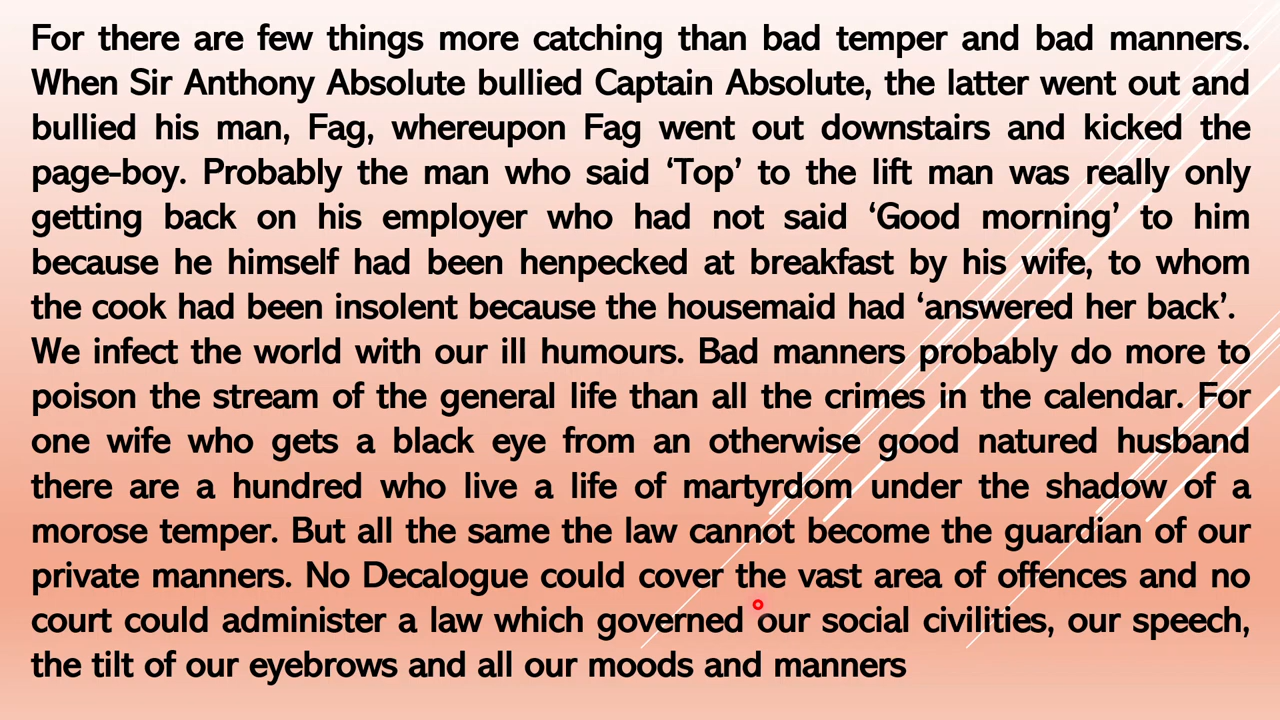 For there are few things more catching than bad temper and bad manners.
When Sir Anthony Absolute bullied Captain Absolute, the latter went out and
bullied his man, Fag, whereupon Fag went out downstairs and kicked the
page-boy. Probably the man who said ‘Top’ to the lift man was really only
getting back on his employer who had not said ‘Good morning’ to him
because he himself had been henpecked at breakfast by his wife, to whom
the cook had been insolent because the housemaid had ‘answered her back’.
We infect the world with our ill humours. Bad manners probably do more to
poison the stream of the general life than all the crimes in the calendar. For
one wife who gets a black eye from an otherwise good natured husband
there are a hundred who live a life of martyrdom under the shadow of a
morose temper. But all the same the law cannot become the guardian of our
private manners. No Decalogue could cover the vast area of offences and no
court could administer a law which governed our social civilities, our speech,
the tilt of our eyebrows and all our moods and manners